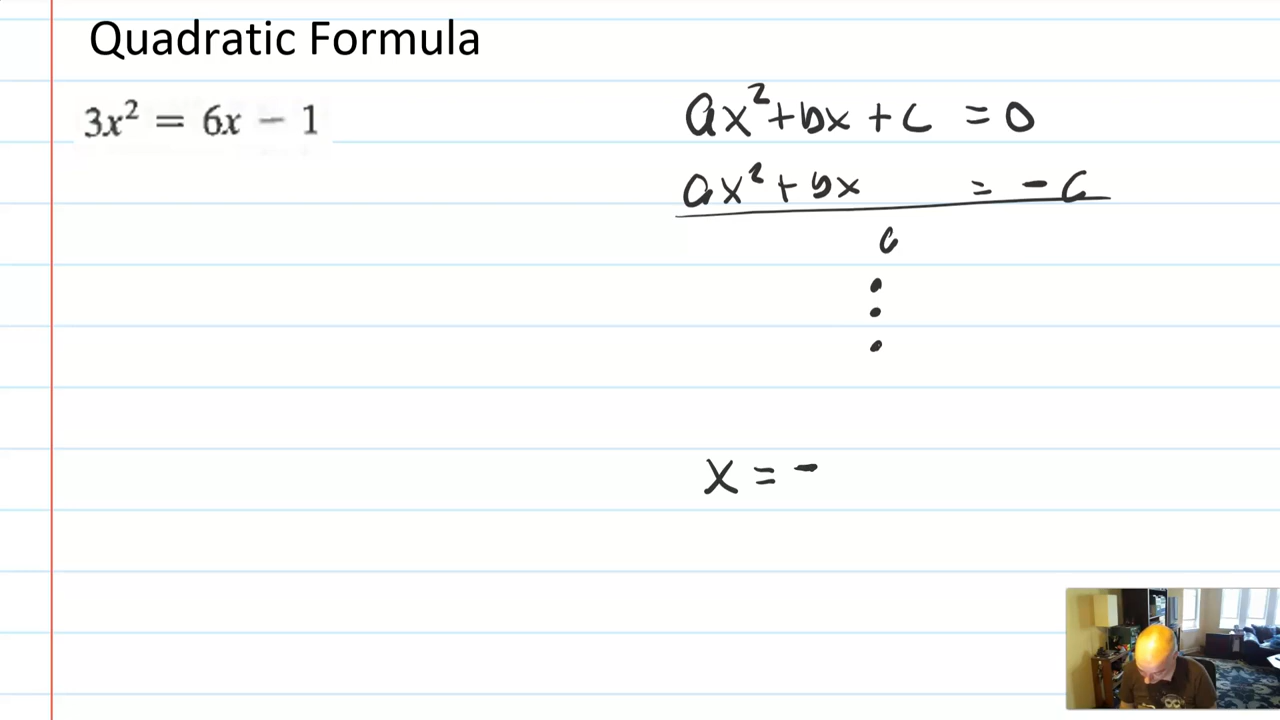 Quadratic Formula
3x² = 6x − 1
ax² + bx + c = 0
ax² + bx = - c
a
x = -